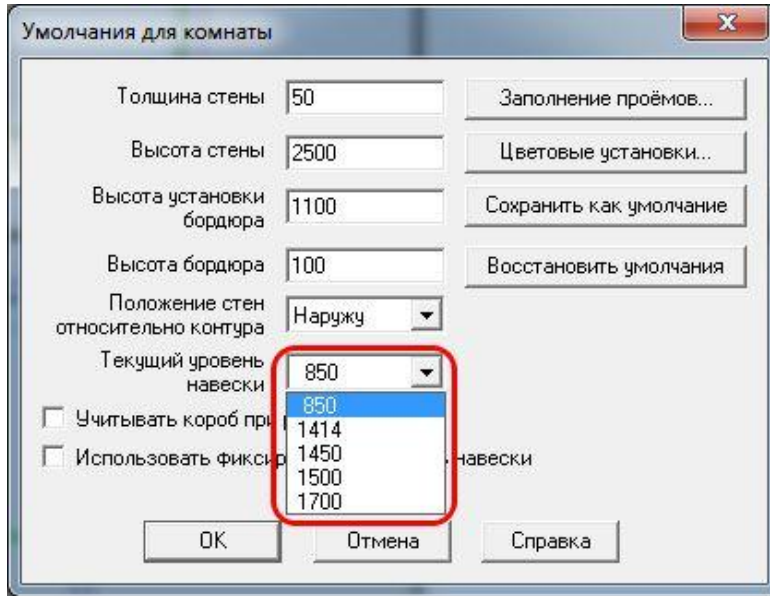 Умолчания для комнаты
Толщина стены 50 Заполнение проёмов...
Высота стены 2500 Цветовые установки...
Высота установки
бордюра 1100 Сохранить как умолчание
Высота бордюра 100 Восстановить умолчания
Положение стен
относительно контура Наружу
Текущий уровень
навески 850
850
Учитывать короб при
1414
1450
Использовать фикси
навески
1500
1700
OK Отмена Справка